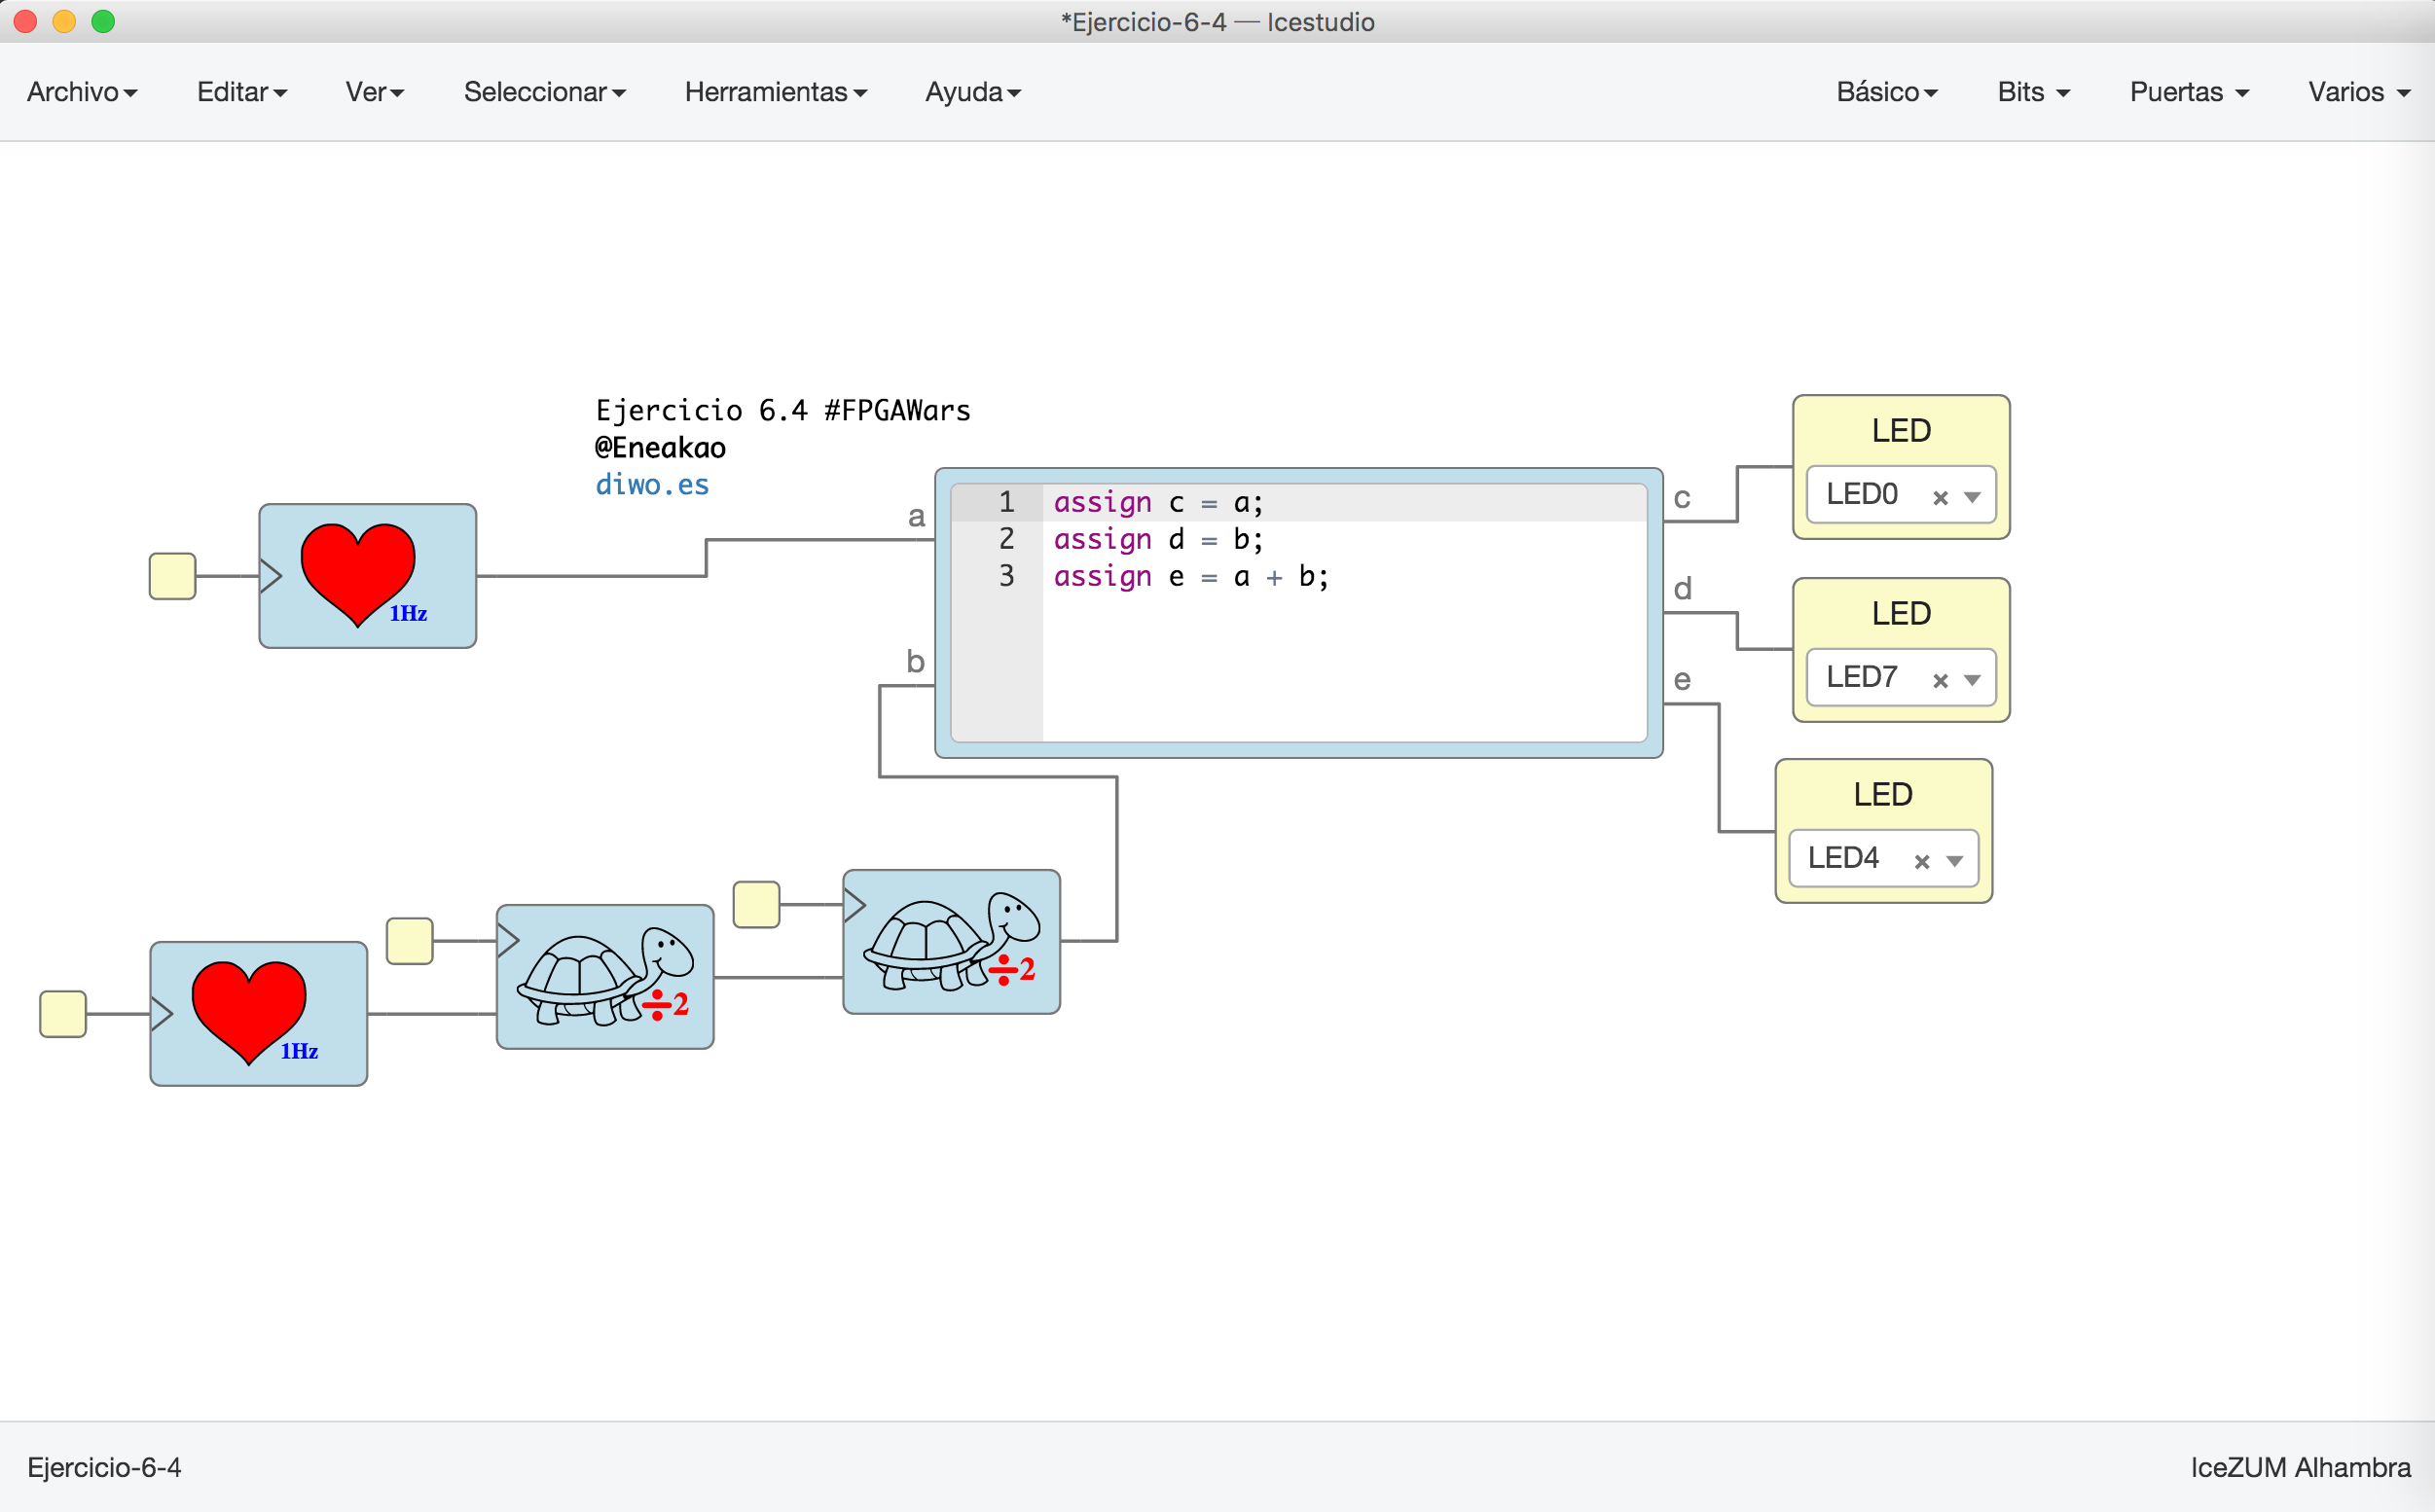 *Ejercicio-6-4 — Icestudio
Archivo Editar Ver Seleccionar Herramientas Ayuda Básico Bits Puertas Varios
Ejercicio 6.4 #FPGAWars
@Eneakao
diwo.es
1Hz
a
b
1 assign c = a;
2 assign d = b;
3 assign e = a + b;
c
d
e
LED
LED0
LED
LED7
LED
LED4
1Hz
÷2
÷2
Ejercicio-6-4
IceZUM Alhambra